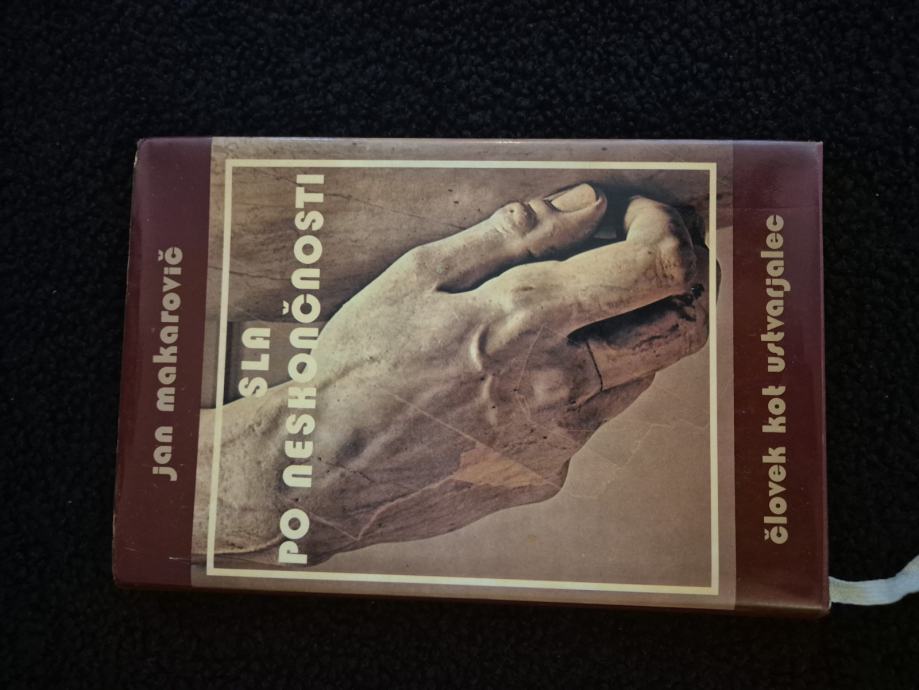 jan makarovič
SLA
PO NESKONČNOSTI
človek kot ustvarjalec